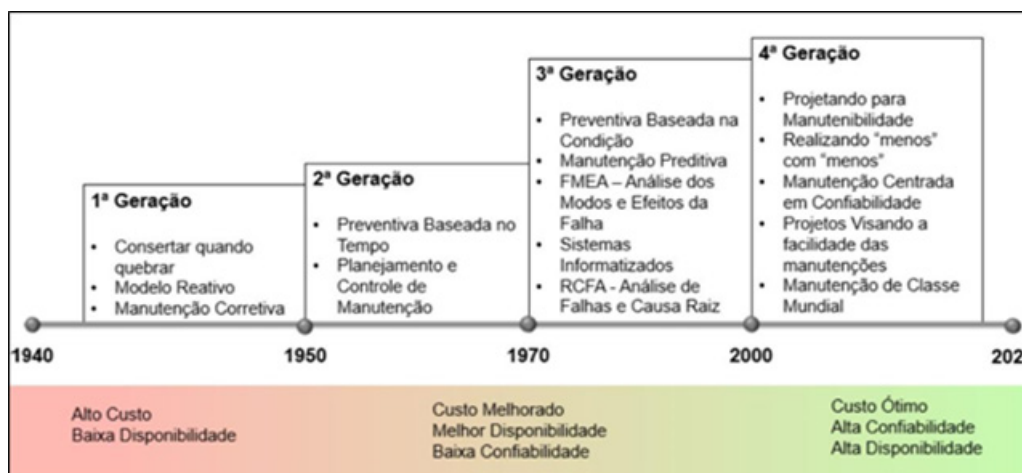 1ª Geração
• Consertar quando
quebrar
• Modelo Reativo
• Manutenção Corretiva
2ª Geração
• Preventiva Baseada no
Tempo
• Planejamento e
Controle de
Manutenção
3ª Geração
• Preventiva Baseada na
Condição
• Manutenção Preditiva
• FMEA – Análise dos
Modos e Efeitos da
Falha
• Sistemas
Informatizados
• RCFA - Análise de
Falhas e Causa Raiz
4ª Geração
• Projetando para
Manutenibilidade
• Realizando “menos”
com “menos”
• Manutenção Centrada
em Confiabilidade
• Projetos Visando a
facilidade das
manutenções
• Manutenção de Classe
Mundial
1940 1950 1970 2000 202
Alto Custo
Baixa Disponibilidade
Custo Melhorado
Melhor Disponibilidade
Baixa Confiabilidade
Custo Ótimo
Alta Confiabilidade
Alta Disponibilidade